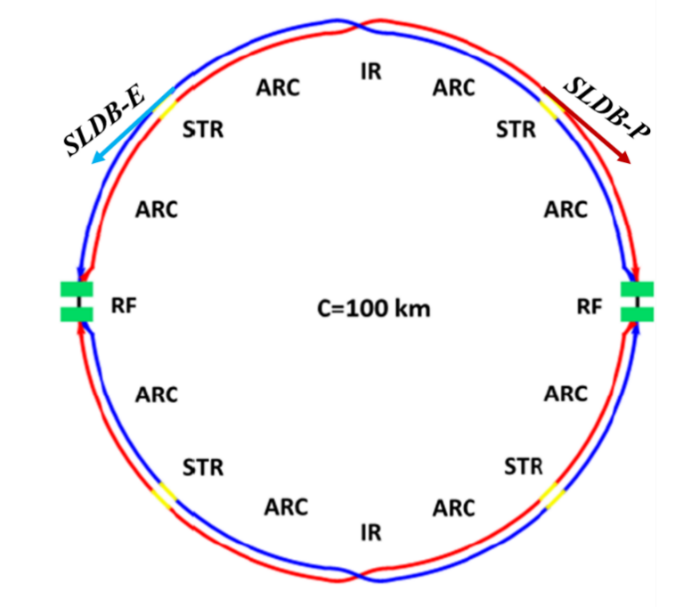 IR
ARC
ARC
SLDB-E
SLDB-P
STR
STR
ARC
ARC
RF
C=100 km
RF
ARC
ARC
STR
STR
ARC
ARC
IR